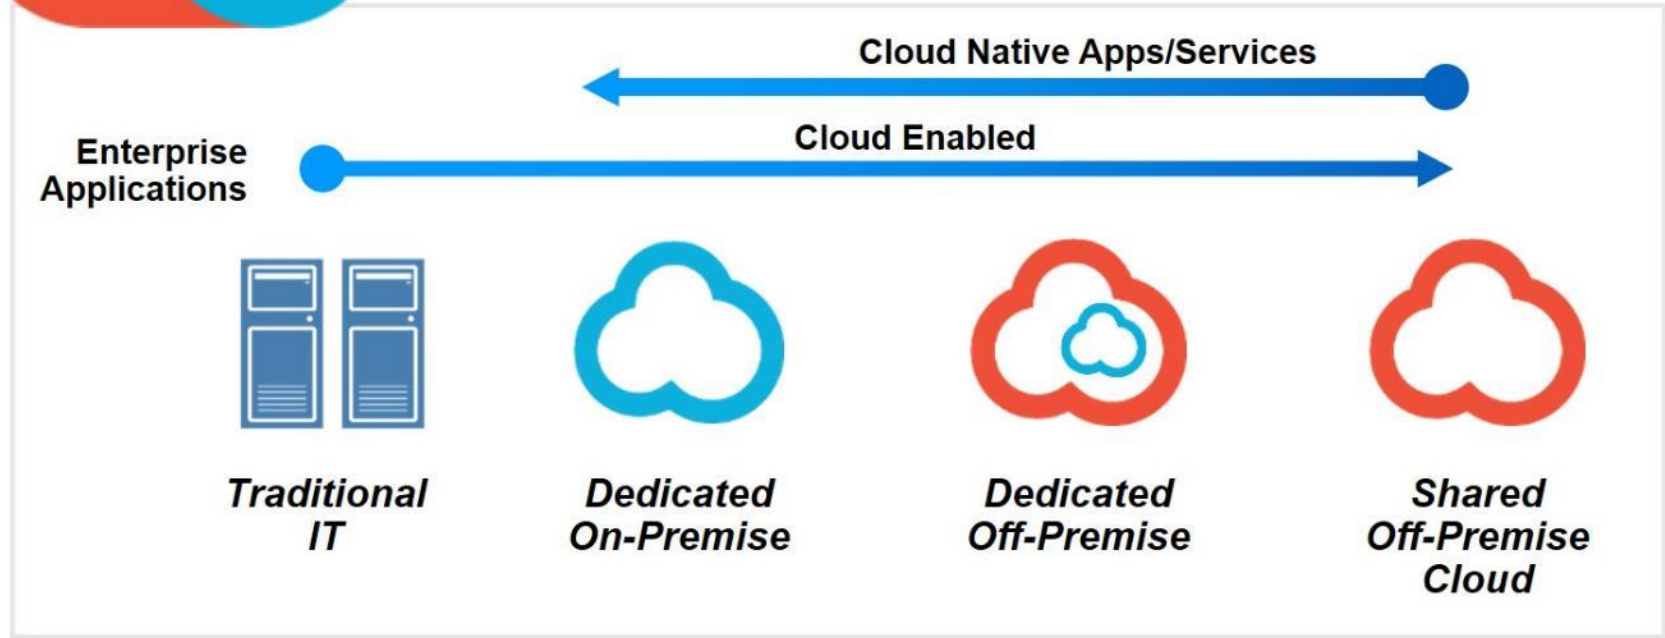 Cloud Native Apps/Services
Cloud Enabled
Enterprise
Applications
Traditional
IT
Dedicated
On-Premise
Dedicated
Off-Premise
Shared
Off-Premise
Cloud